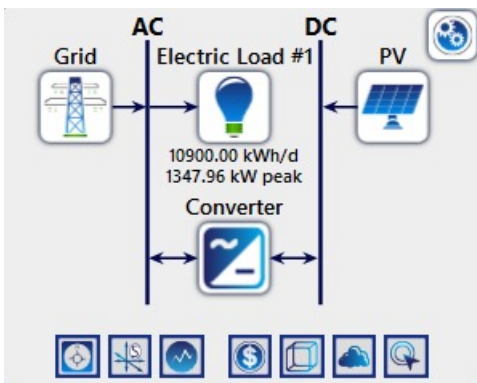 AC DC
Grid Electric Load #1 PV
10900.00 kWh/d
1347.96 kW peak
Converter